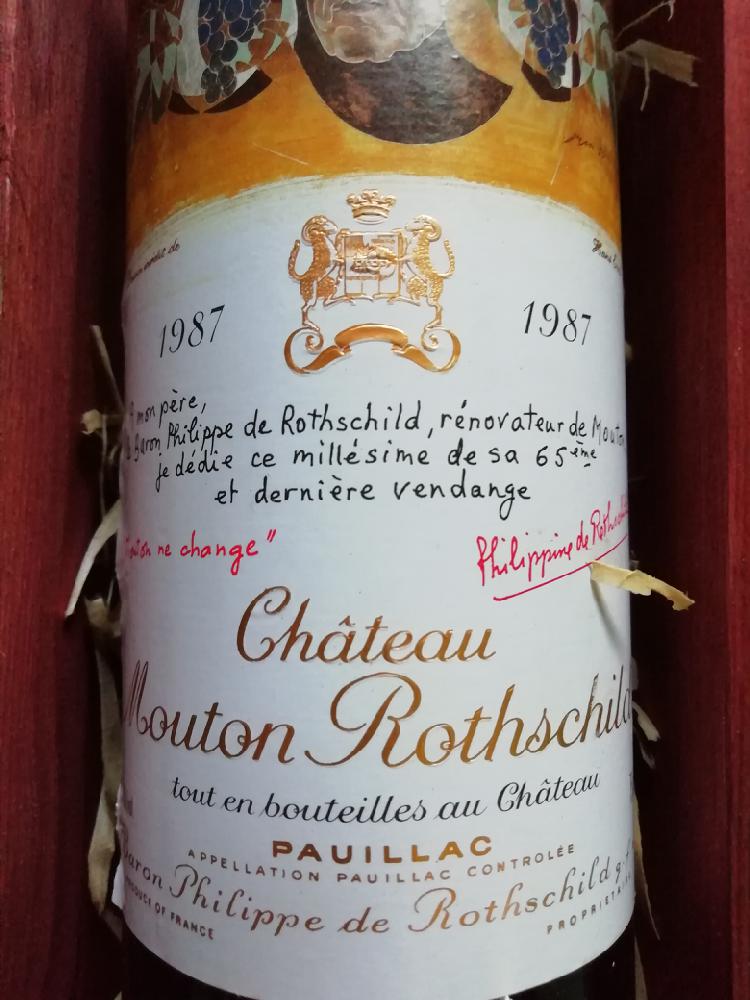 1987 1987
mon père,
Baron Philippe de Rothschild, rénovateur de Mouton
je dédie ce millésime de sa 65ème
et dernière vendange
ne change" Philippine de Rothschild
Château
Mouton Rothschild
tout en bouteilles au Château
PAUILLAC
APPELLATION PAUILLAC CONTROLÉE
Baron Philippe de Rothschild g.f.a.
PRODUCT OF FRANCE PROPRIETAIRE